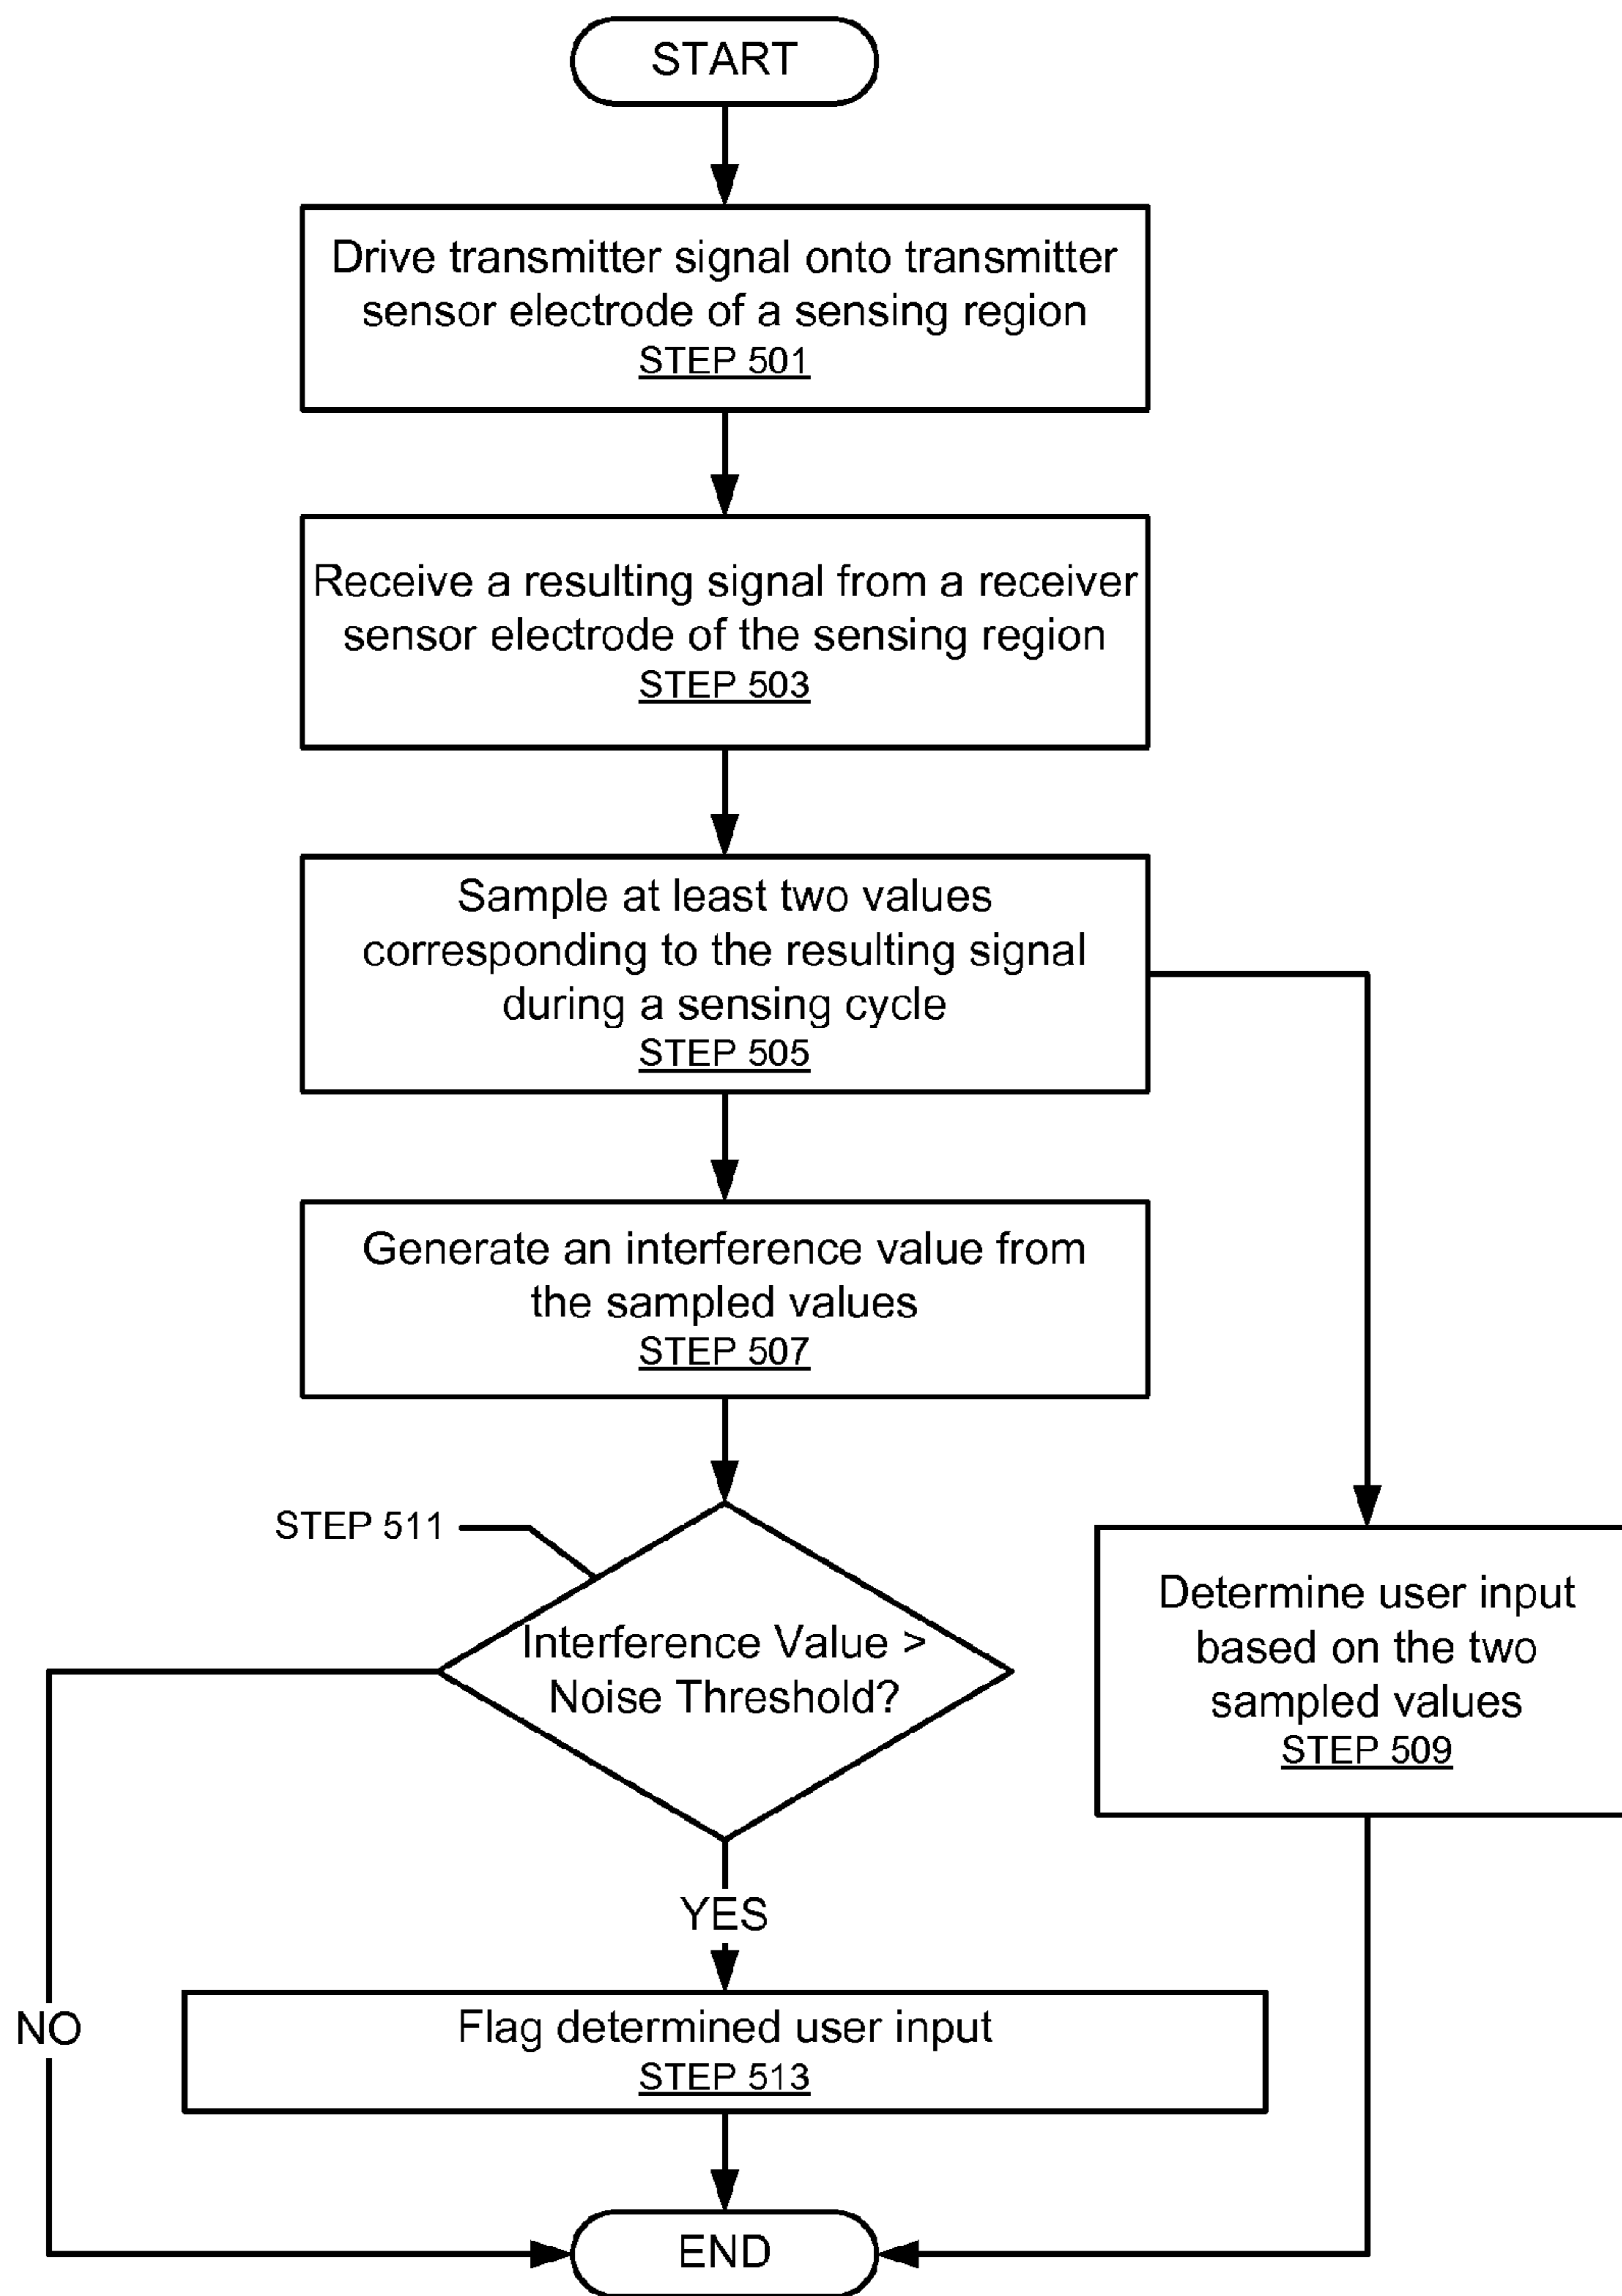 START
Drive transmitter signal onto transmitter
sensor electrode of a sensing region
STEP 501
Receive a resulting signal from a receiver
sensor electrode of the sensing region
STEP 503
Sample at least two values
corresponding to the resulting signal
during a sensing cycle
STEP 505
Generate an interference value from
the sampled values
STEP 507
STEP 511
Interference Value >
Noise Threshold?
Determine user input
based on the two
sampled values
STEP 509
YES
NO
Flag determined user input
STEP 513
END